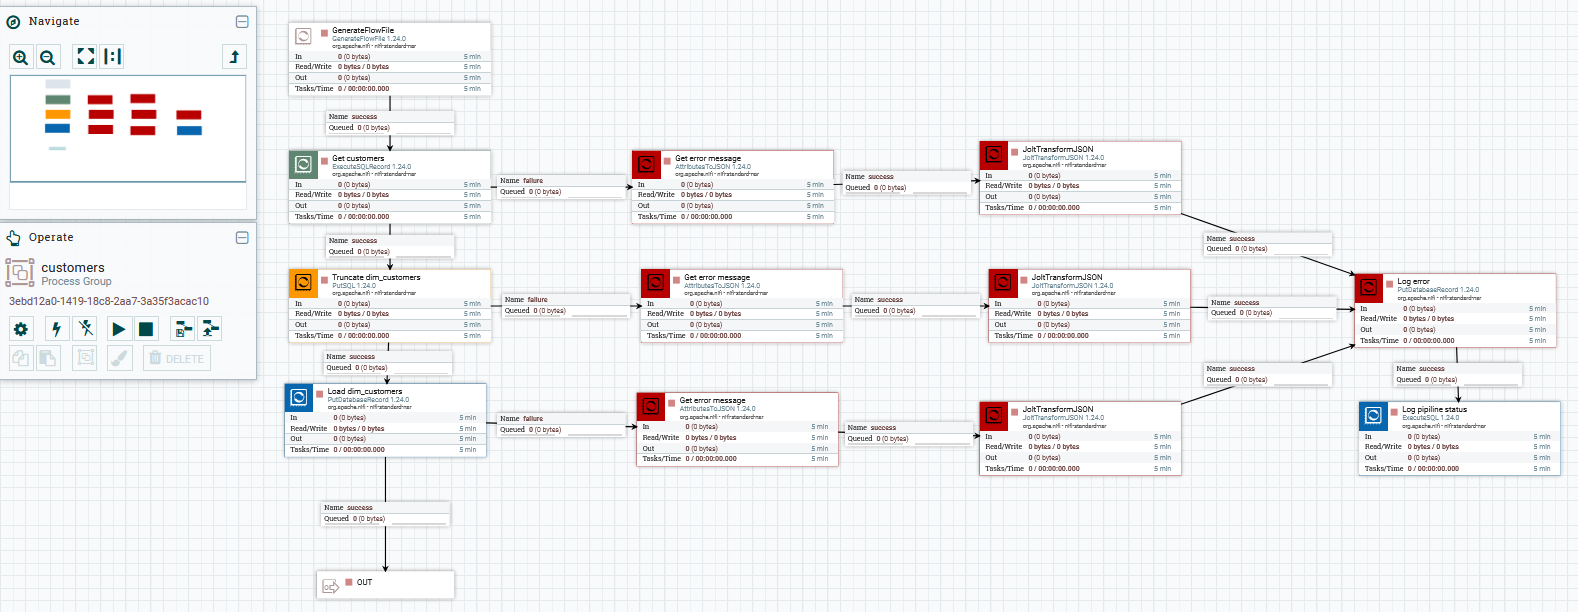 Navigate
Operate
customers
Process Group
3ebd12a0-1419-18c8-2aa7-3a35f3acac10
DELETE
GenerateFlowFile
GenerateFlowFile 1.24.0
org.apache.nifi - nifi-standard-nar
In 0 (0 bytes) 5 min
Read/Write 0 bytes / 0 bytes 5 min
Out 0 (0 bytes) 5 min
Tasks/Time 0 / 00:00:00.000 5 min
Name success
Queued 0 (0 bytes)
Get customers
ExecuteSQLRecord 1.24.0
org.apache.nifi - nifi-standard-nar
In 0 (0 bytes) 5 min
Read/Write 0 bytes / 0 bytes 5 min
Out 0 (0 bytes) 5 min
Tasks/Time 0 / 00:00:00.000 5 min
Name failure
Queued 0 (0 bytes)
Get error message
AttributesToJSON 1.24.0
org.apache.nifi - nifi-standard-nar
In 0 (0 bytes) 5 min
Read/Write 0 bytes / 0 bytes 5 min
Out 0 (0 bytes) 5 min
Tasks/Time 0 / 00:00:00.000 5 min
Name success
Queued 0 (0 bytes)
JoltTransformJSON
JoltTransformJSON 1.24.0
org.apache.nifi - nifi-standard-nar
In 0 (0 bytes) 5 min
Read/Write 0 bytes / 0 bytes 5 min
Out 0 (0 bytes) 5 min
Tasks/Time 0 / 00:00:00.000 5 min
Name success
Queued 0 (0 bytes)
Name success
Queued 0 (0 bytes)
Truncate dim_customers
PutSQL 1.24.0
org.apache.nifi - nifi-standard-nar
In 0 (0 bytes) 5 min
Read/Write 0 bytes / 0 bytes 5 min
Out 0 (0 bytes) 5 min
Tasks/Time 0 / 00:00:00.000 5 min
Name failure
Queued 0 (0 bytes)
Get error message
AttributesToJSON 1.24.0
org.apache.nifi - nifi-standard-nar
In 0 (0 bytes) 5 min
Read/Write 0 bytes / 0 bytes 5 min
Out 0 (0 bytes) 5 min
Tasks/Time 0 / 00:00:00.000 5 min
Name success
Queued 0 (0 bytes)
JoltTransformJSON
JoltTransformJSON 1.24.0
org.apache.nifi - nifi-standard-nar
In 0 (0 bytes) 5 min
Read/Write 0 bytes / 0 bytes 5 min
Out 0 (0 bytes) 5 min
Tasks/Time 0 / 00:00:00.000 5 min
Name success
Queued 0 (0 bytes)
Log error
PutDatabaseRecord 1.24.0
org.apache.nifi - nifi-standard-nar
In 0 (0 bytes) 5 min
Read/Write 0 bytes / 0 bytes 5 min
Out 0 (0 bytes) 5 min
Tasks/Time 0 / 00:00:00.000 5 min
Name success
Queued 0 (0 bytes)
Name success
Queued 0 (0 bytes)
Name success
Queued 0 (0 bytes)
Load dim_customers
PutDatabaseRecord 1.24.0
org.apache.nifi - nifi-standard-nar
In 0 (0 bytes) 5 min
Read/Write 0 bytes / 0 bytes 5 min
Out 0 (0 bytes) 5 min
Tasks/Time 0 / 00:00:00.000 5 min
Name failure
Queued 0 (0 bytes)
Get error message
AttributesToJSON 1.24.0
org.apache.nifi - nifi-standard-nar
In 0 (0 bytes) 5 min
Read/Write 0 bytes / 0 bytes 5 min
Out 0 (0 bytes) 5 min
Tasks/Time 0 / 00:00:00.000 5 min
Name success
Queued 0 (0 bytes)
JoltTransformJSON
JoltTransformJSON 1.24.0
org.apache.nifi - nifi-standard-nar
In 0 (0 bytes) 5 min
Read/Write 0 bytes / 0 bytes 5 min
Out 0 (0 bytes) 5 min
Tasks/Time 0 / 00:00:00.000 5 min
Log pipiline status
ExecuteSQL 1.24.0
org.apache.nifi - nifi-standard-nar
In 0 (0 bytes) 5 min
Read/Write 0 bytes / 0 bytes 5 min
Out 0 (0 bytes) 5 min
Tasks/Time 0 / 00:00:00.000 5 min
Name success
Queued 0 (0 bytes)
OUT